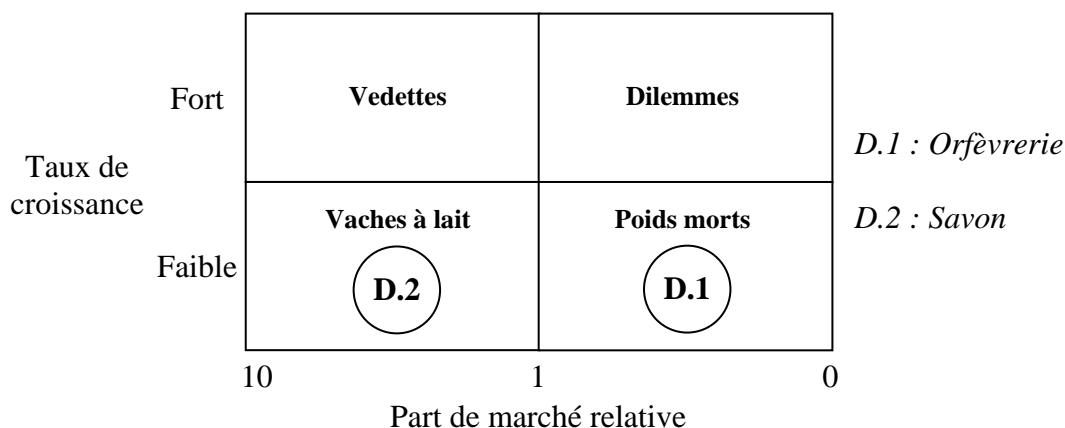 Vedettes
Dilemmes
Fort
D.1 : Orfèvrerie
Taux de
croissance
Vaches à lait
Poids morts
D.2 : Savon
Faible
D.2
D.1
10
1
0
Part de marché relative